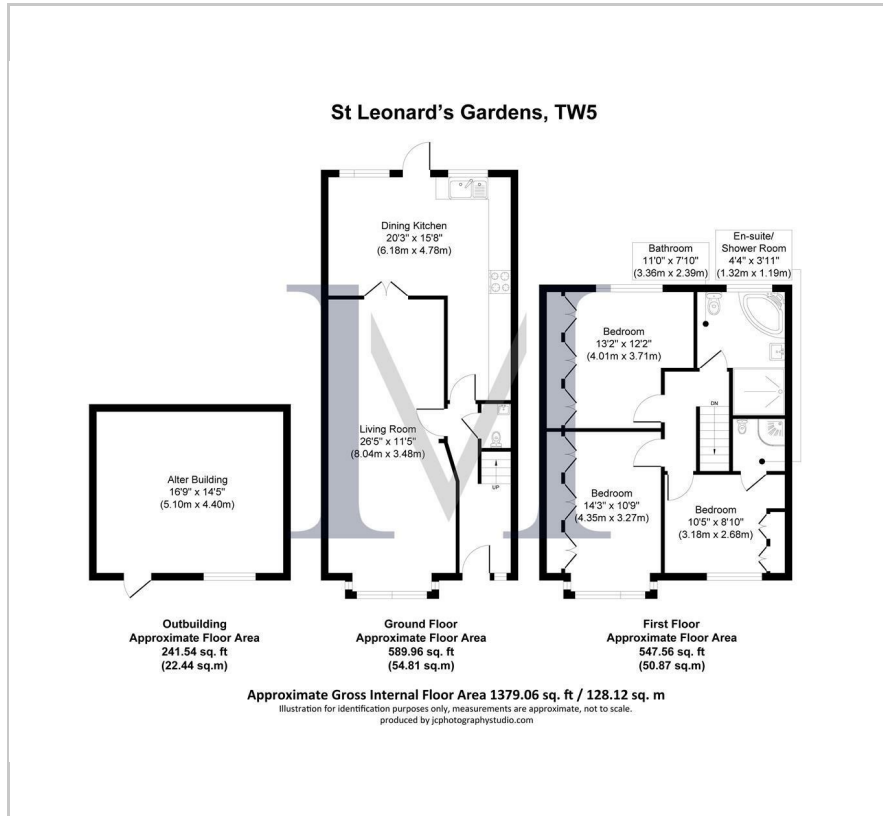 St Leonard's Gardens, TW5
Dining Kitchen
20'3" x 15'8"
(6.18m x 4.78m)
Living Room
26'5" x 11'5"
(8.04m x 3.48m)
UP
Alter Building
16'9" x 14'5"
(5.10m x 4.40m)
Bathroom
11'0" x 7'10"
(3.36m x 2.39m)
En-suite/
Shower Room
4'4" x 3'11"
(1.32m x 1.19m)
Bedroom
13'2" x 12'2"
(4.01m x 3.71m)
DN
Bedroom
14'3" x 10'9"
(4.35m x 3.27m)
Bedroom
10'5" x 8'10"
(3.18m x 2.68m)
Outbuilding
Approximate Floor Area
241.54 sq. ft
(22.44 sq.m)
Ground Floor
Approximate Floor Area
589.96 sq. ft
(54.81 sq.m)
First Floor
Approximate Floor Area
547.56 sq. ft
(50.87 sq.m)
Approximate Gross Internal Floor Area 1379.06 sq. ft / 128.12 sq. m
Illustration for identification purposes only, measurements are approximate, not to scale.
produced by jcphotographystudio.com
IMI